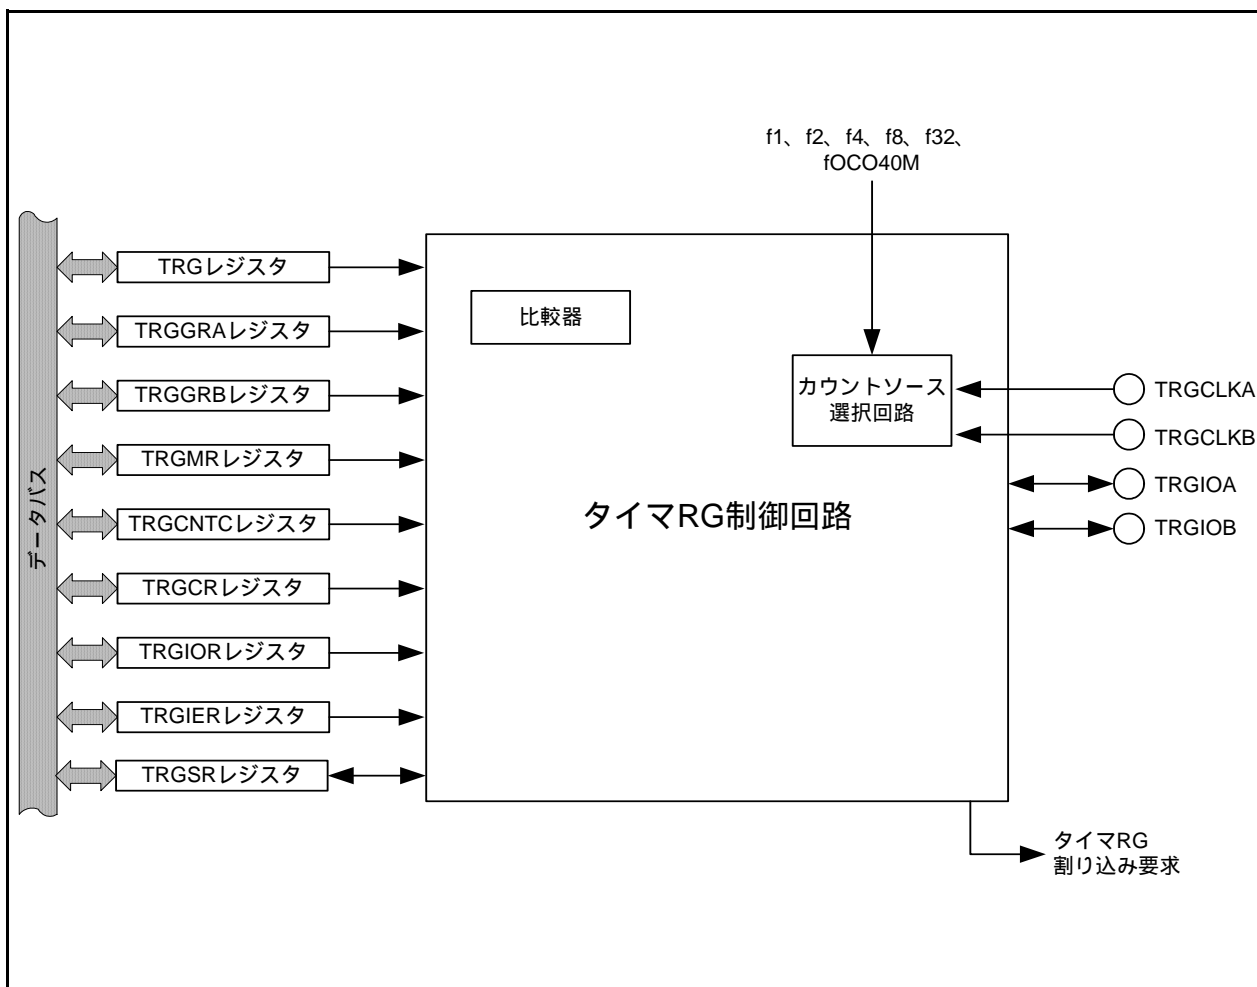 f1、f2、f4、f8、f32、
fOCO40M
データバス
TRGレジスタ
TRGGRAレジスタ
TRGGRBレジスタ
TRGMRレジスタ
TRGCNTCレジスタ
TRGCRレジスタ
TRGIORレジスタ
TRGIERレジスタ
TRGSRレジスタ
比較器
カウントソース
選択回路
タイマRG制御回路
TRGCLKA
TRGCLKB
TRGIOA
TRGIOB
タイマRG
割り込み要求